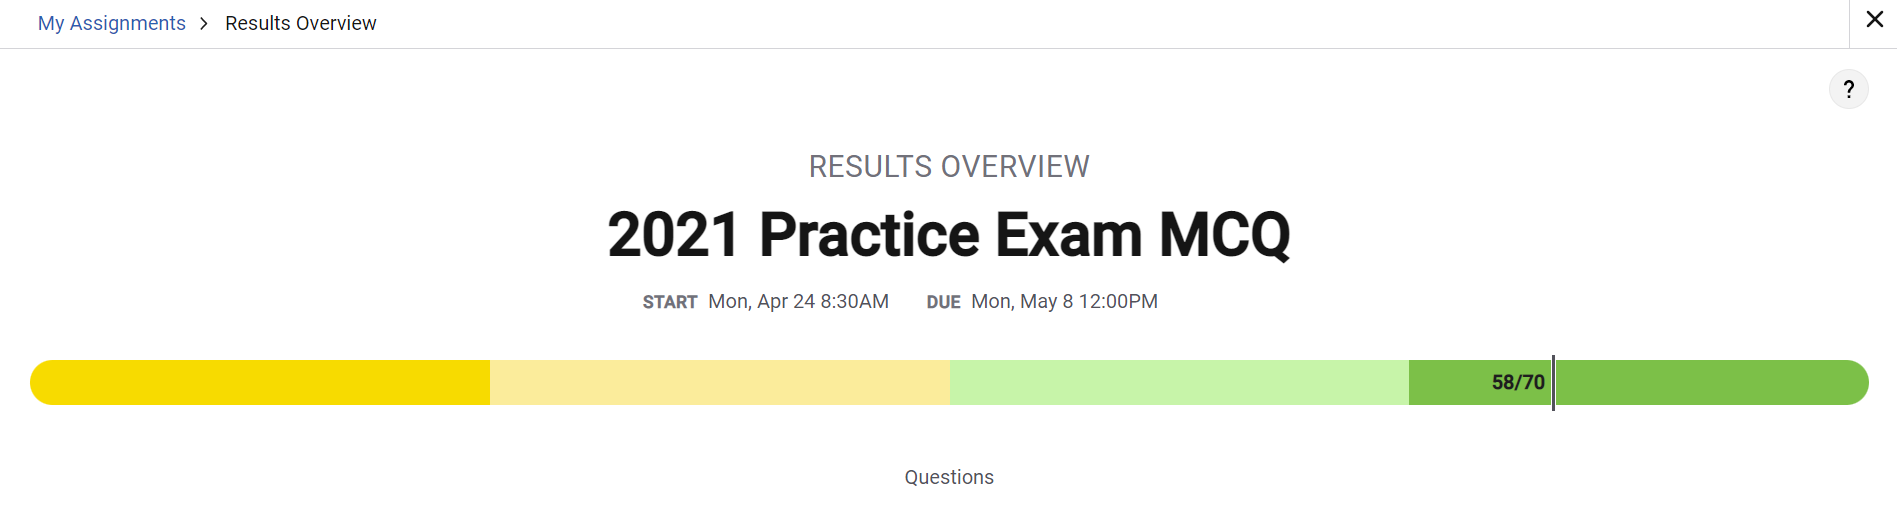 My Assignments > Results Overview
?
RESULTS OVERVIEW
2021 Practice Exam MCQ
START Mon, Apr 24 8:30AM DUE Mon, May 8 12:00PM
58/70
Questions